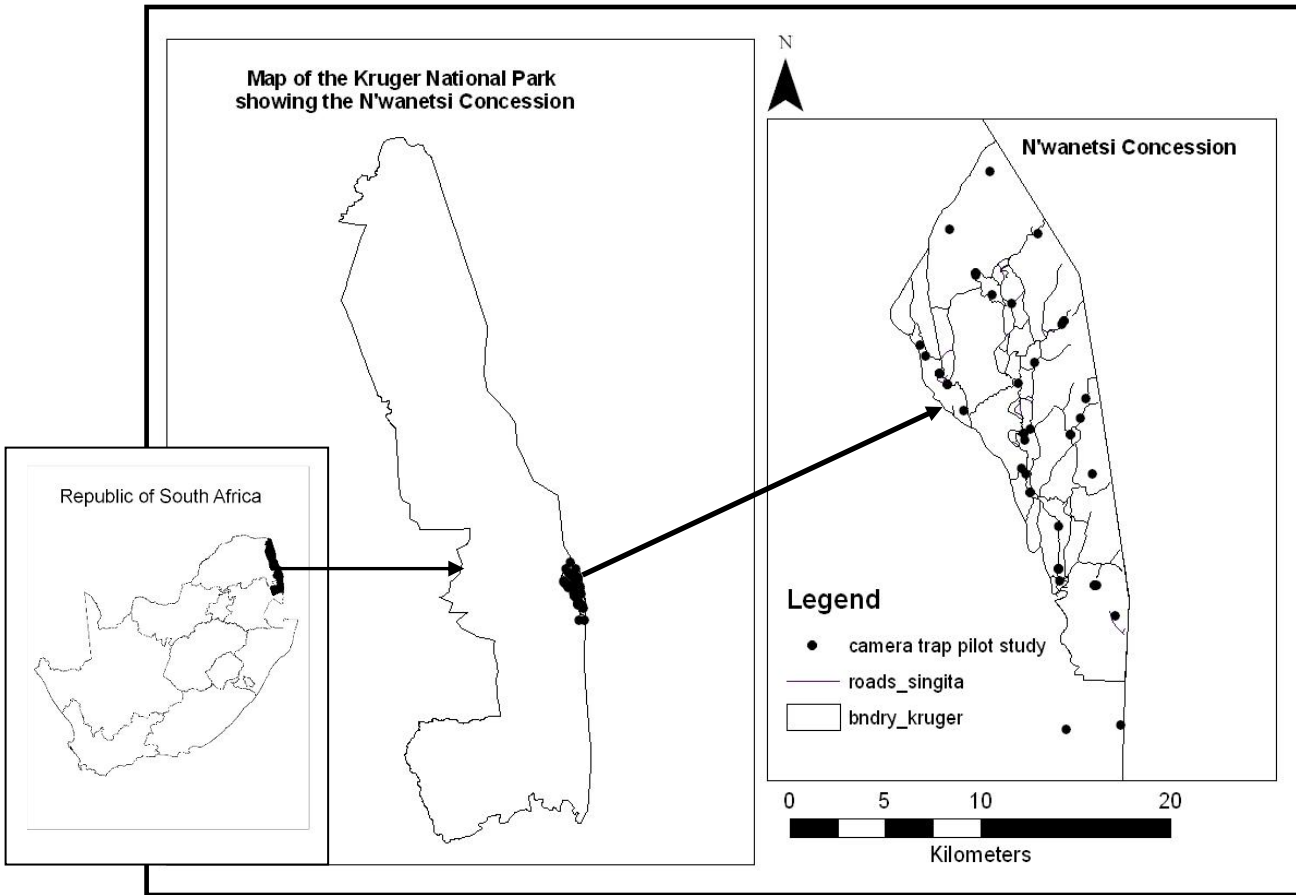 Map of the Kruger National Park
showing the N'wanetsi Concession
N
N'wanetsi Concession
Republic of South Africa
Legend
camera trap pilot study
roads_singita
bndry_kruger
0 5 10 20
Kilometers